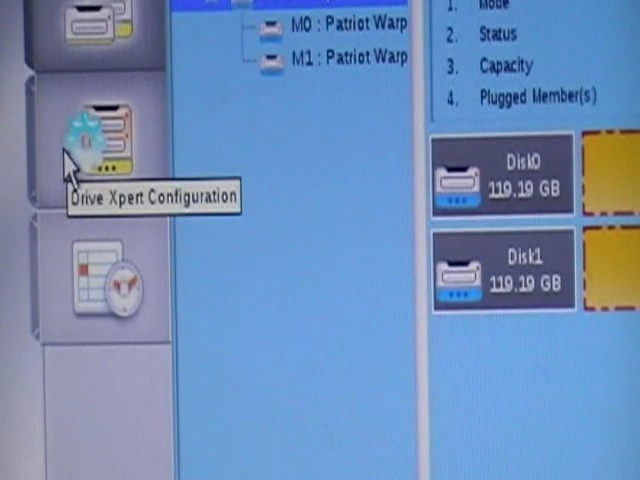 M0 : Patriot Warp
M1 : Patriot Warp
1. Mode
2. Status
3. Capacity
4. Plugged Member(s)
Drive Xpert Configuration
Disk0
119.19 GB
Disk1
119.19 GB